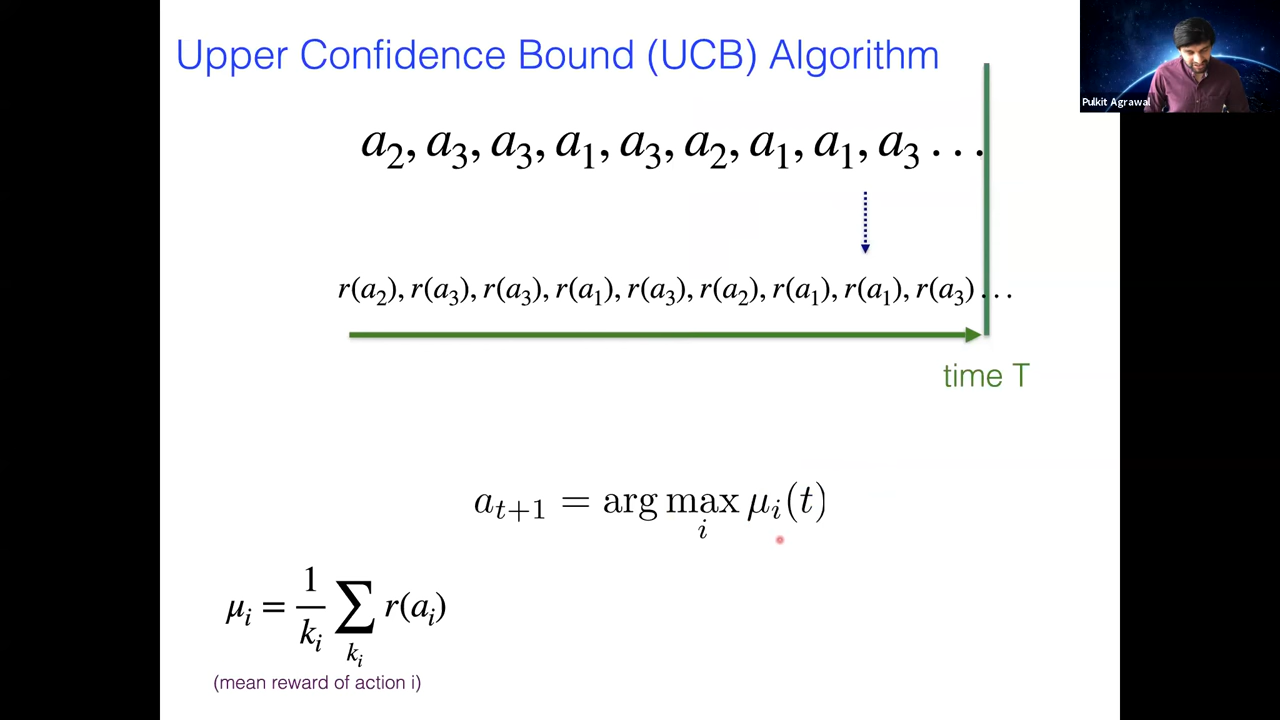 Upper Confidence Bound (UCB) Algorithm
Pulkit Agrawal
a₂, a₃, a₃, a₁, a₃, a₂, a₁, a₁, a₃ . . .
r(a₂), r(a₃), r(a₃), r(a₁), r(a₃), r(a₂), r(a₁), r(a₁), r(a₃) . . .
time T
aₜ₊₁ = arg maxᵢ μᵢ(t)
μᵢ = 1/kᵢ ∑kᵢ r(aᵢ)
(mean reward of action i)